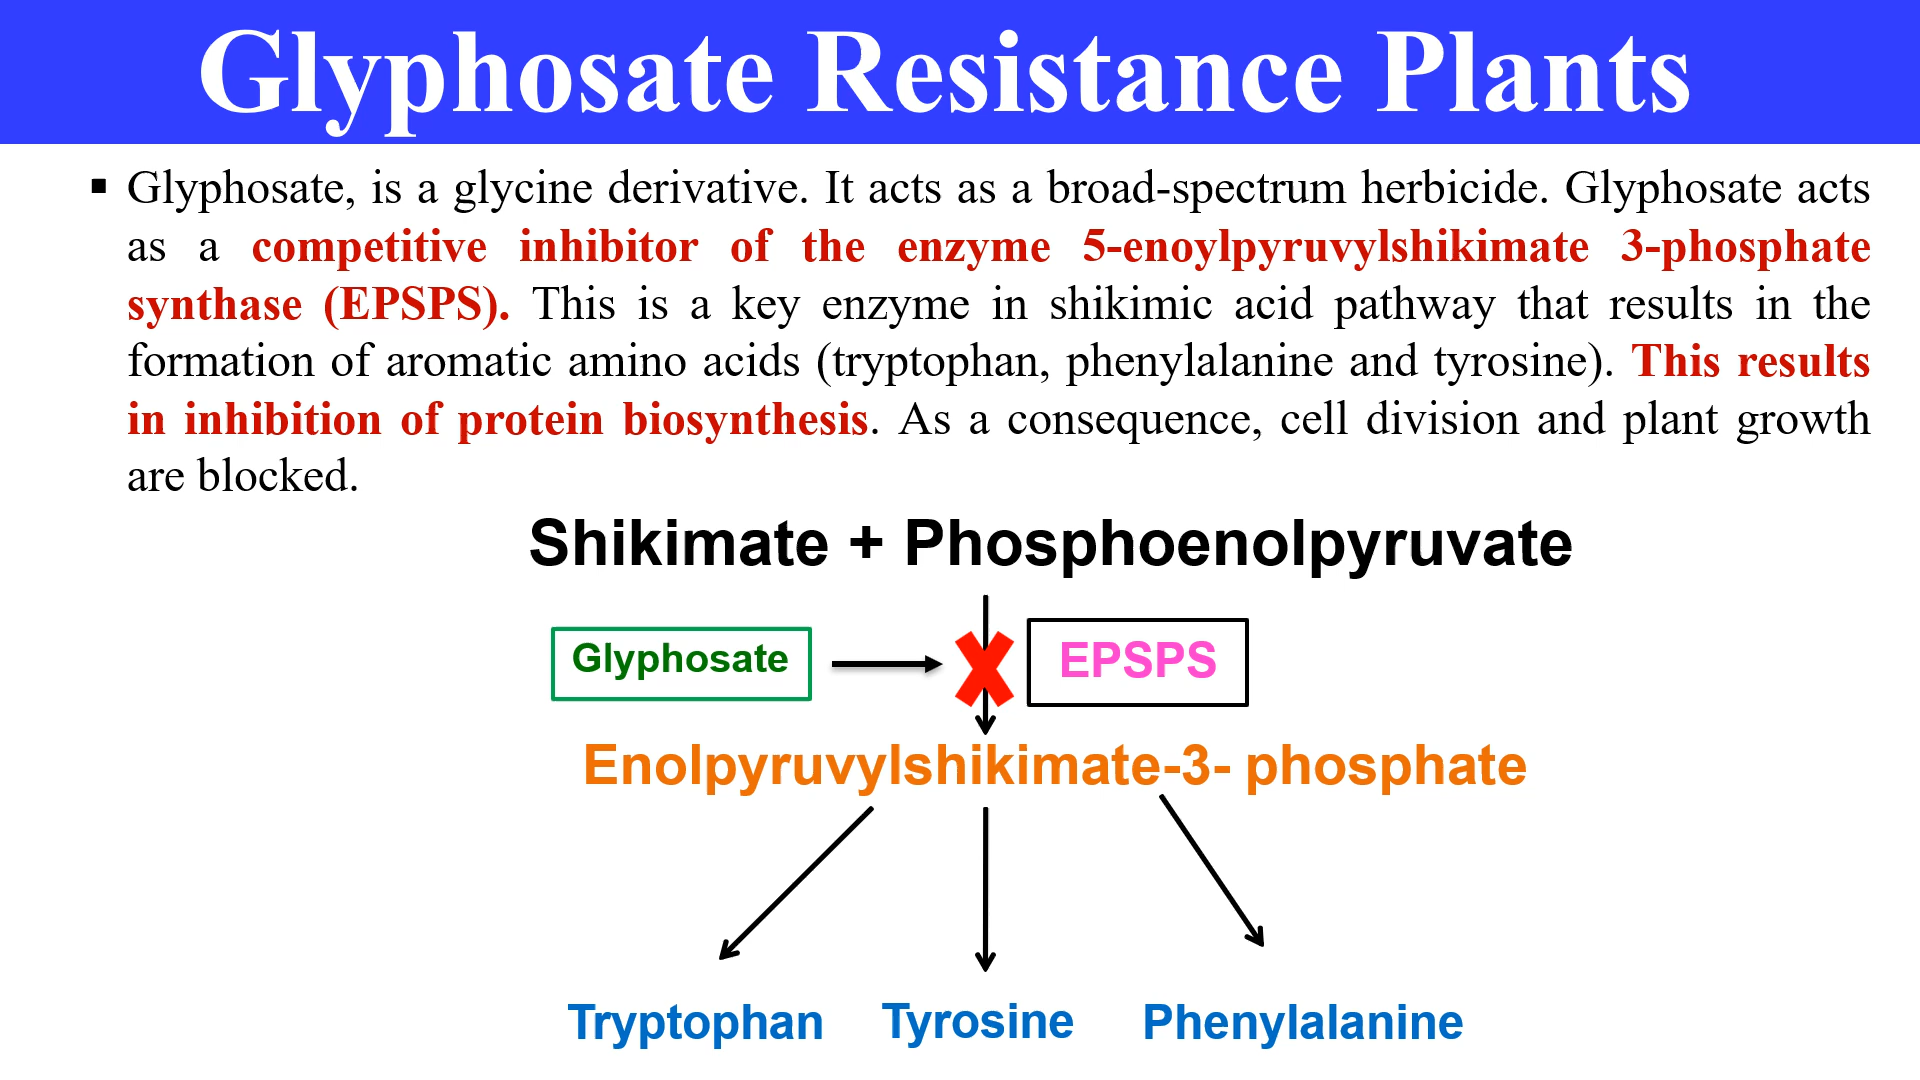 Glyphosate Resistance Plants
▪ Glyphosate, is a glycine derivative. It acts as a broad-spectrum herbicide. Glyphosate acts
as a competitive inhibitor of the enzyme 5-enoylpyruvylshikimate 3-phosphate
synthase (EPSPS). This is a key enzyme in shikimic acid pathway that results in the
formation of aromatic amino acids (tryptophan, phenylalanine and tyrosine). This results
in inhibition of protein biosynthesis. As a consequence, cell division and plant growth
are blocked.
Shikimate + Phosphoenolpyruvate
Glyphosate
EPSPS
Enolpyruvylshikimate-3- phosphate
Tryptophan
Tyrosine
Phenylalanine